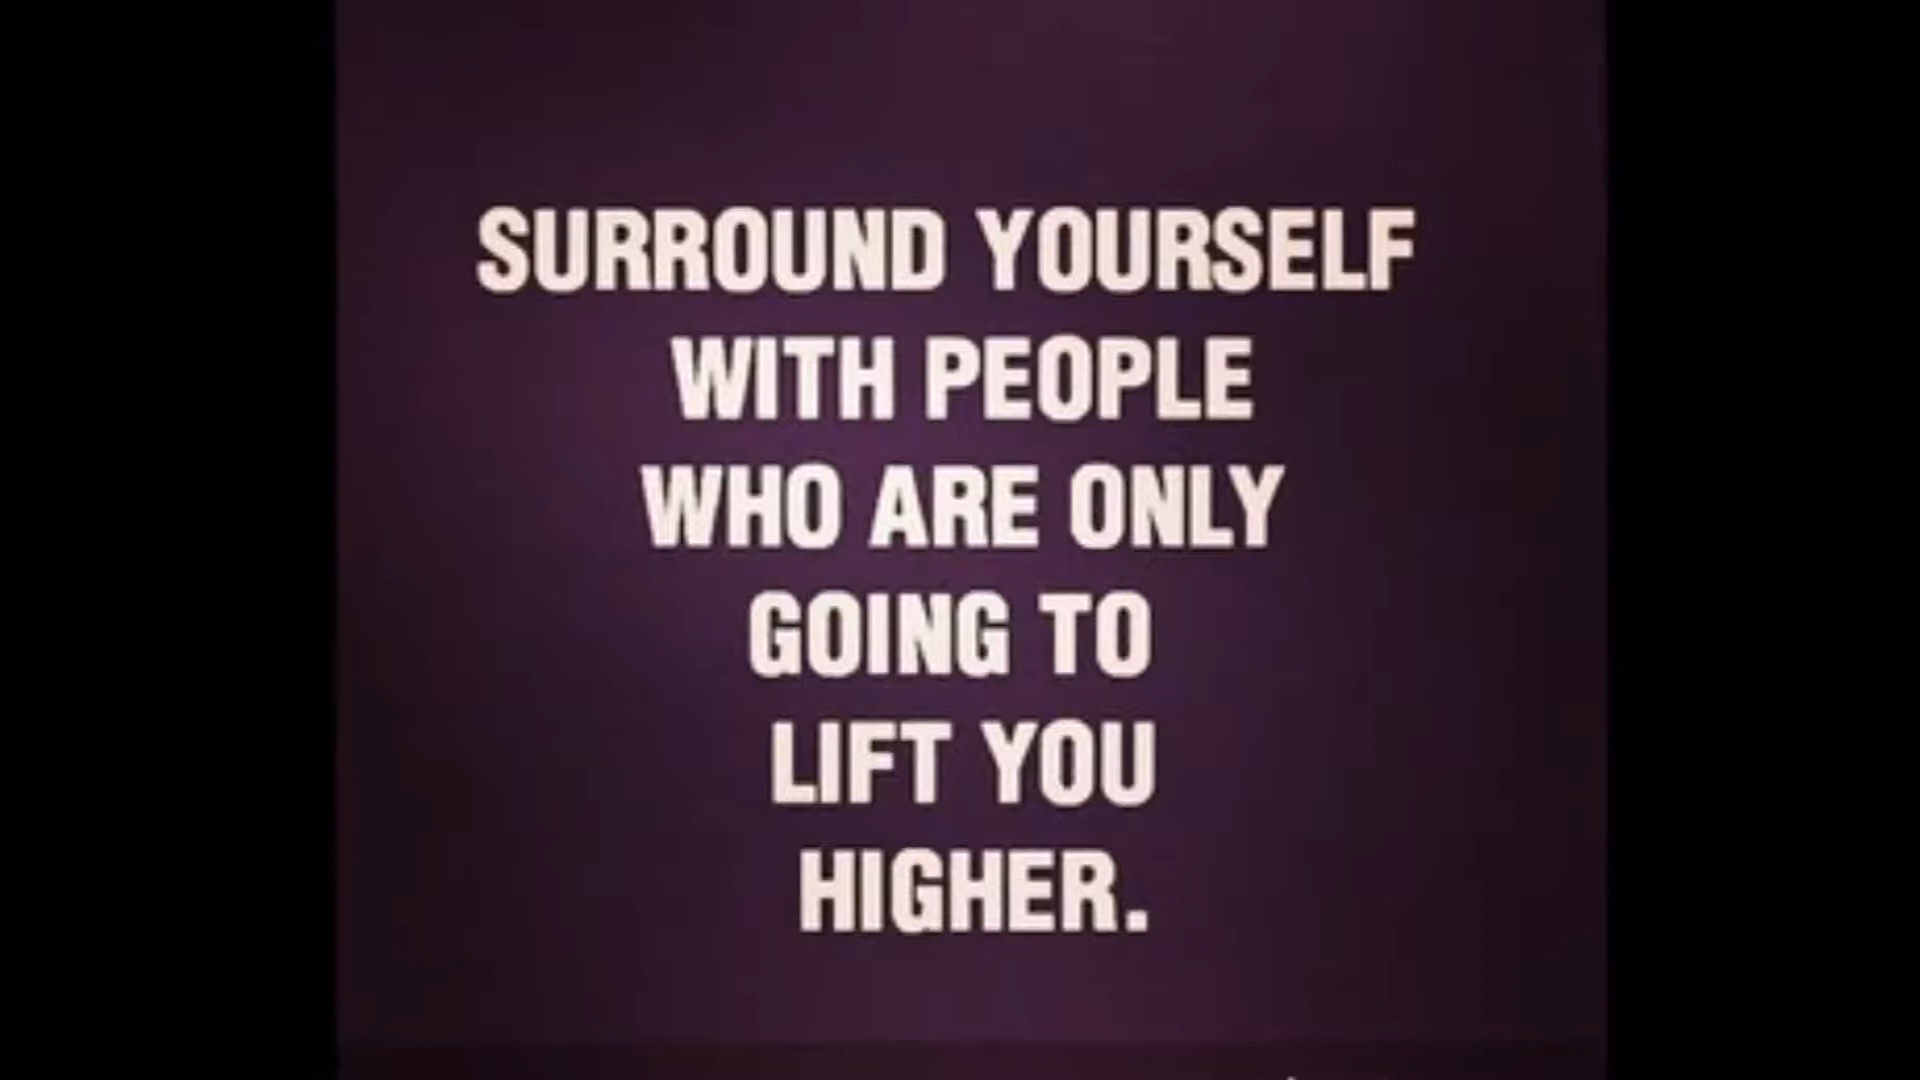 SURROUND YOURSELF
WITH PEOPLE
WHO ARE ONLY
GOING TO
LIFT YOU
HIGHER.